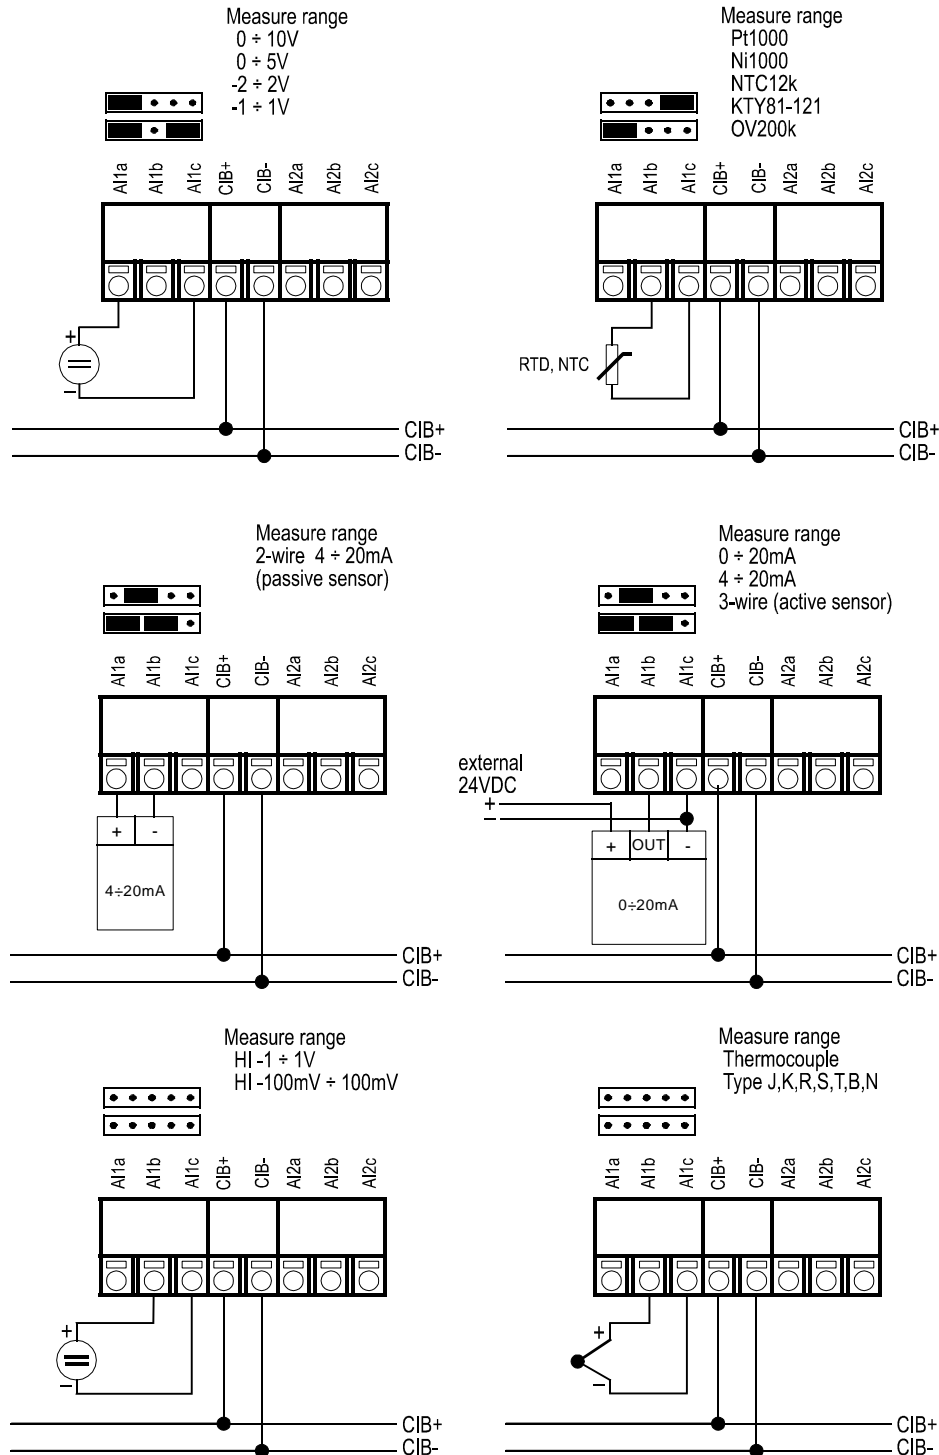 Measure range
0 ÷ 10V
0 ÷ 5V
-2 ÷ 2V
-1 ÷ 1V
AI1a AI1b AI1c CIB+ CIB- AI2a AI2b AI2c
+
−
CIB+
CIB-
Measure range
Pt1000
Ni1000
NTC12k
KTY81-121
OV200k
AI1a AI1b AI1c CIB+ CIB- AI2a AI2b AI2c
RTD, NTC
CIB+
CIB-
Measure range
2-wire 4 ÷ 20mA
(passive sensor)
AI1a AI1b AI1c CIB+ CIB- AI2a AI2b AI2c
+ -
4÷20mA
CIB+
CIB-
Measure range
0 ÷ 20mA
4 ÷ 20mA
3-wire (active sensor)
AI1a AI1b AI1c CIB+ CIB- AI2a AI2b AI2c
external
24VDC
+
−
+ OUT -
0÷20mA
CIB+
CIB-
Measure range
HI -1 ÷ 1V
HI -100mV ÷ 100mV
AI1a AI1b AI1c CIB+ CIB- AI2a AI2b AI2c
+
−
CIB+
CIB-
Measure range
Thermocouple
Type J,K,R,S,T,B,N
AI1a AI1b AI1c CIB+ CIB- AI2a AI2b AI2c
+
−
CIB+
CIB-